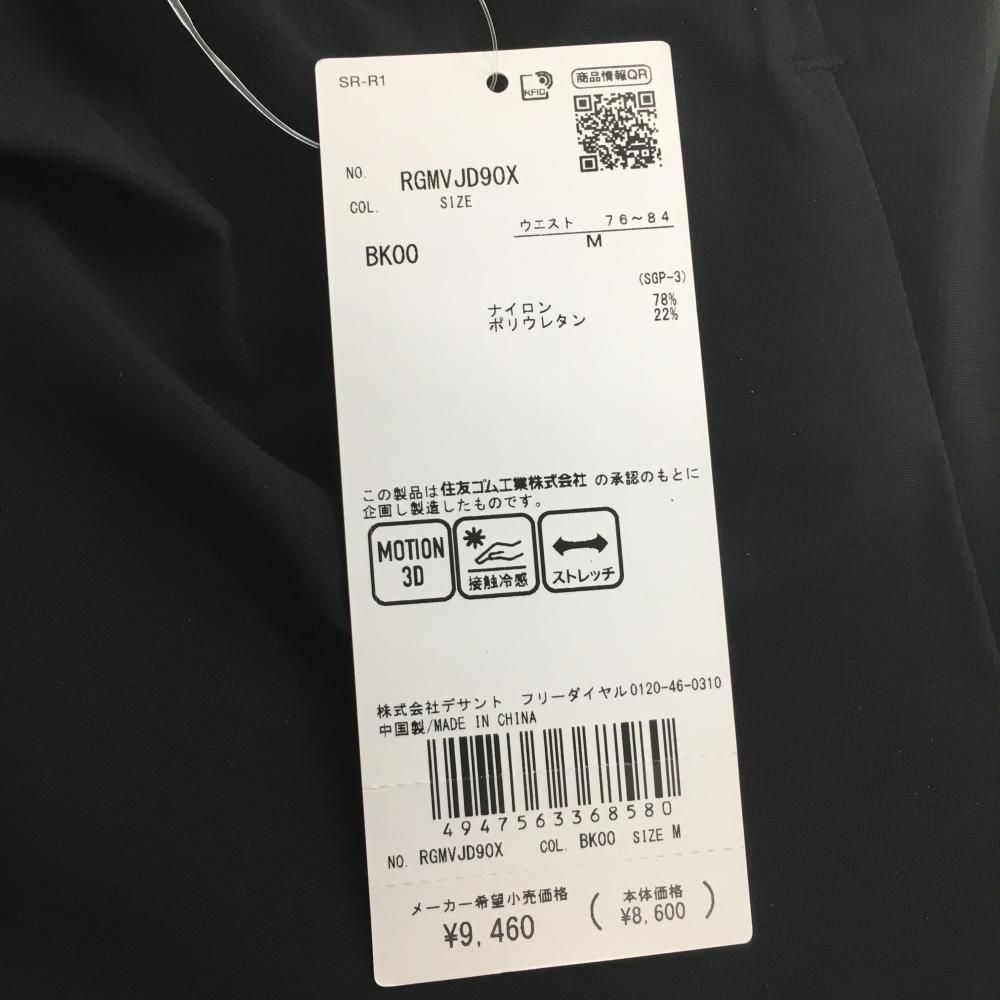 SR-R1
RFID
商品情報QR
NO. RGMVJD90X
COL. SIZE
ウエスト 76~84
BK00 M
(SGP-3)
ナイロン 78%
ポリウレタン 22%
この製品は住友ゴム工業株式会社 の承認のもとに
企画し製造したものです。
MOTION
3D
接触冷感
ストレッチ
株式会社デサント フリーダイヤル0120-46-0310
中国製/MADE IN CHINA
4947563368580
NO. RGMVJD90X COL. BK00 SIZE M
メーカー希望小売価格
¥9,460
(本体価格
¥8,600)